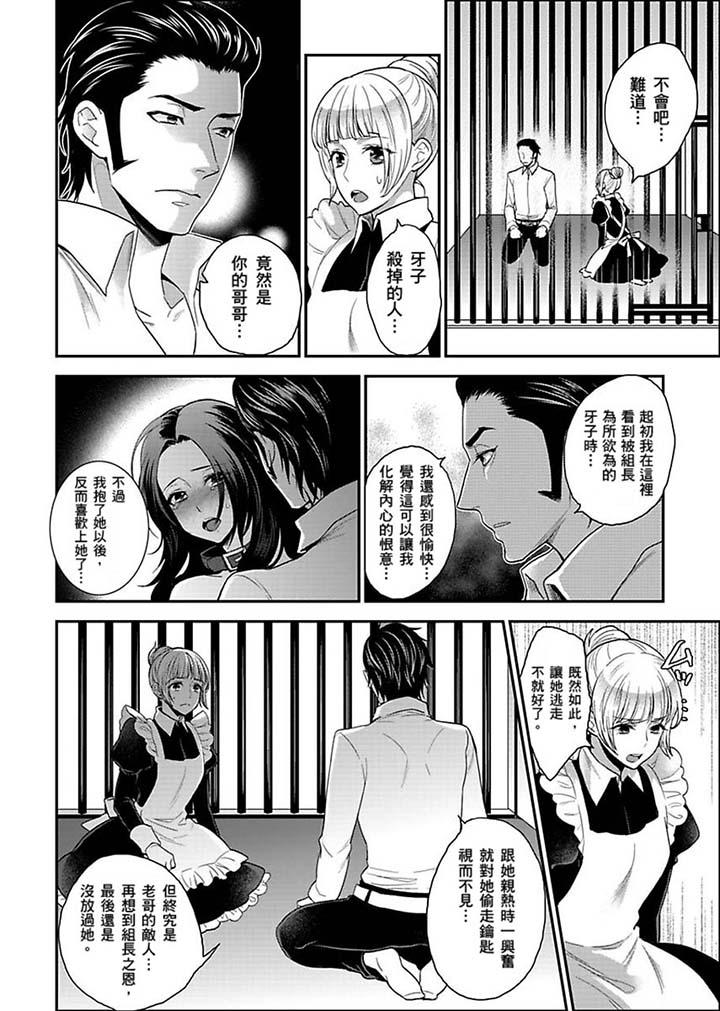 不會吧…
難道…
牙子
殺掉的人…
竟然是
你的哥哥…
起初我在這裡
看到被組長
為所欲為的
牙子時…
我還感到很愉快…
覺得這可以讓我
化解內心的恨意…
不過
我抱了她以後，
反而喜歡上她了…
ムッ
既然如此，
讓她逃走
不就好了。
跟她親熱時一興奮
就對她偷走鑰匙
視而不見…
但終究是
老哥的敵人…
再想到組長之恩，
最後還是
沒放過她。